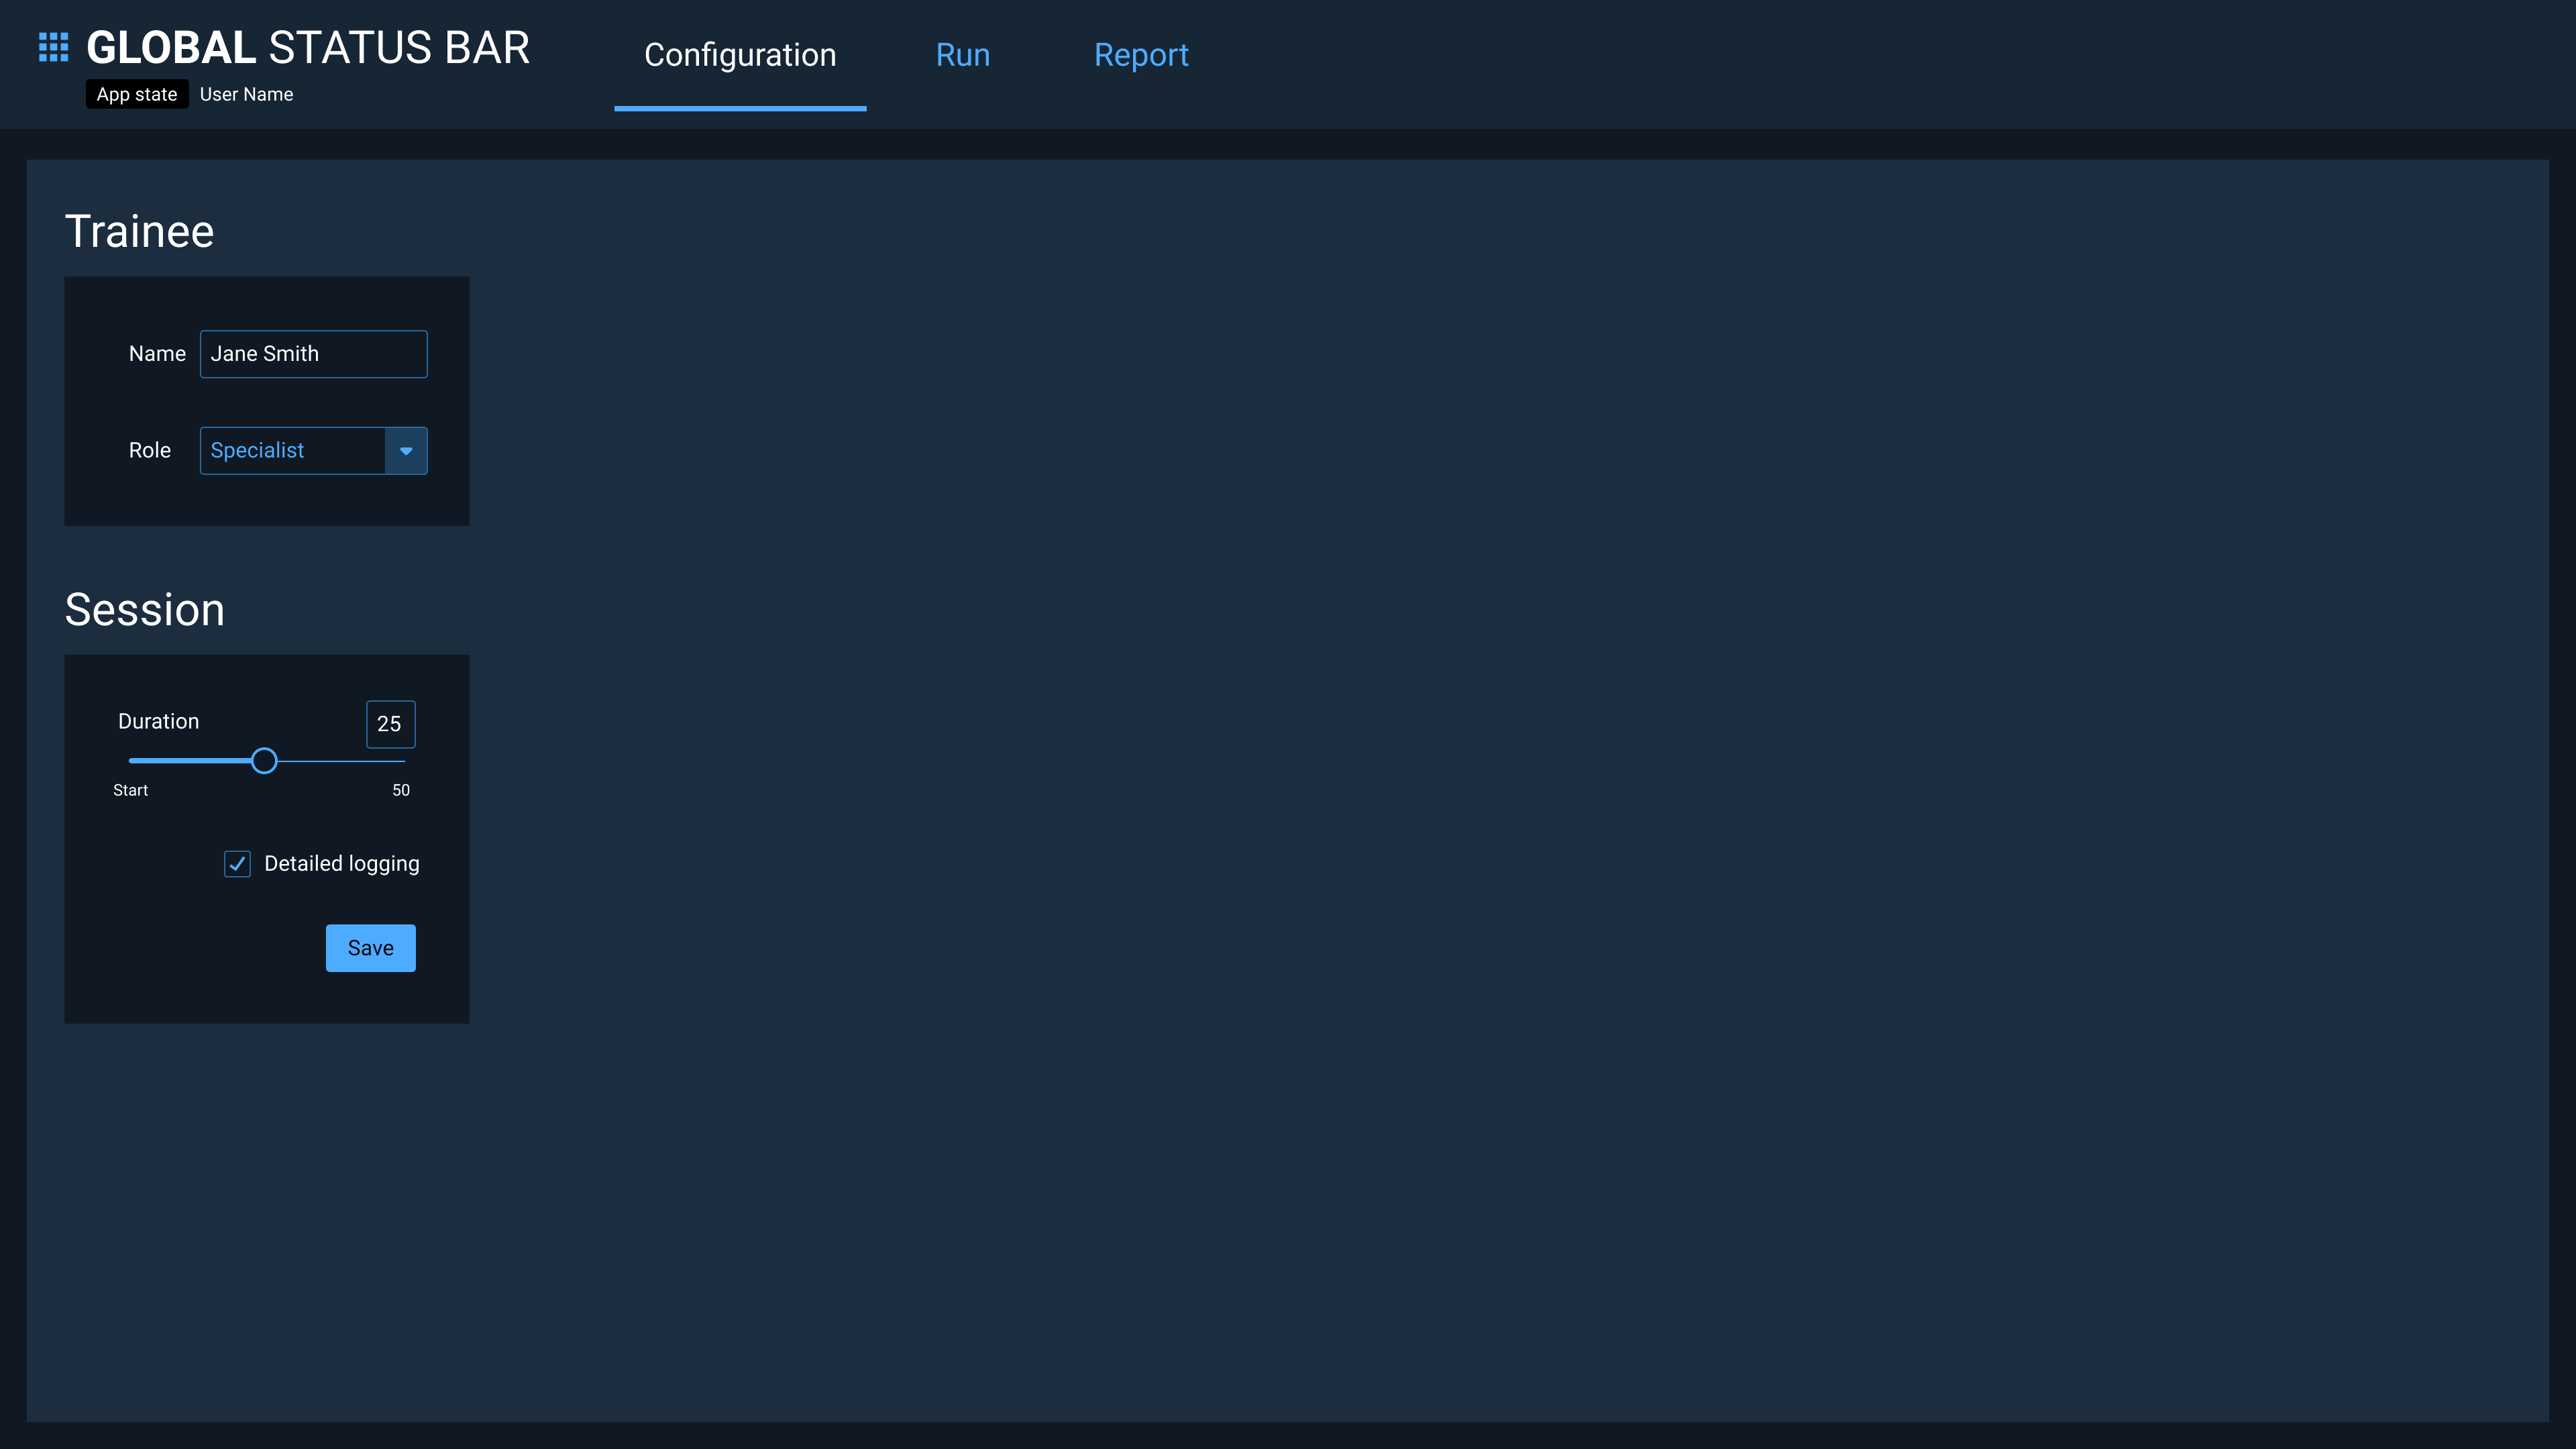 GLOBAL STATUS BAR
App state User Name
Configuration Run Report
Trainee
Name Jane Smith
Role Specialist
Session
Duration 25
Start 50
Detailed logging
Save